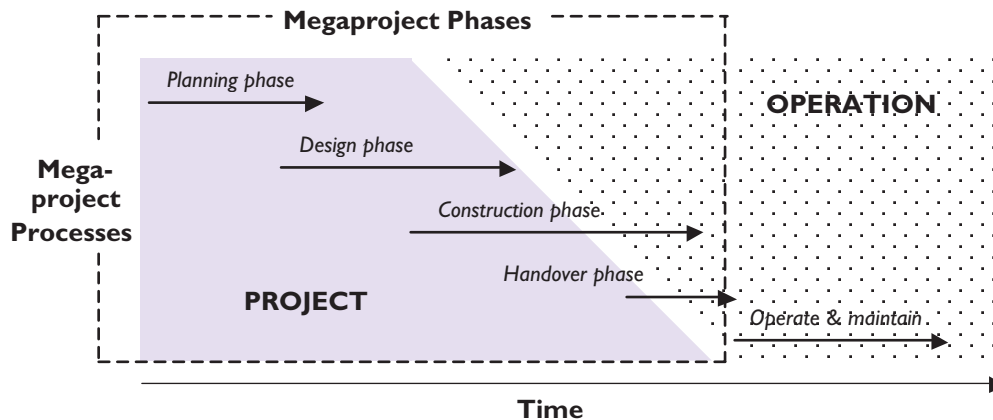 Megaproject Phases
Planning phase
OPERATION
Design phase
Mega-
project
Processes
Construction phase
Handover phase
PROJECT
Operate & maintain
Time